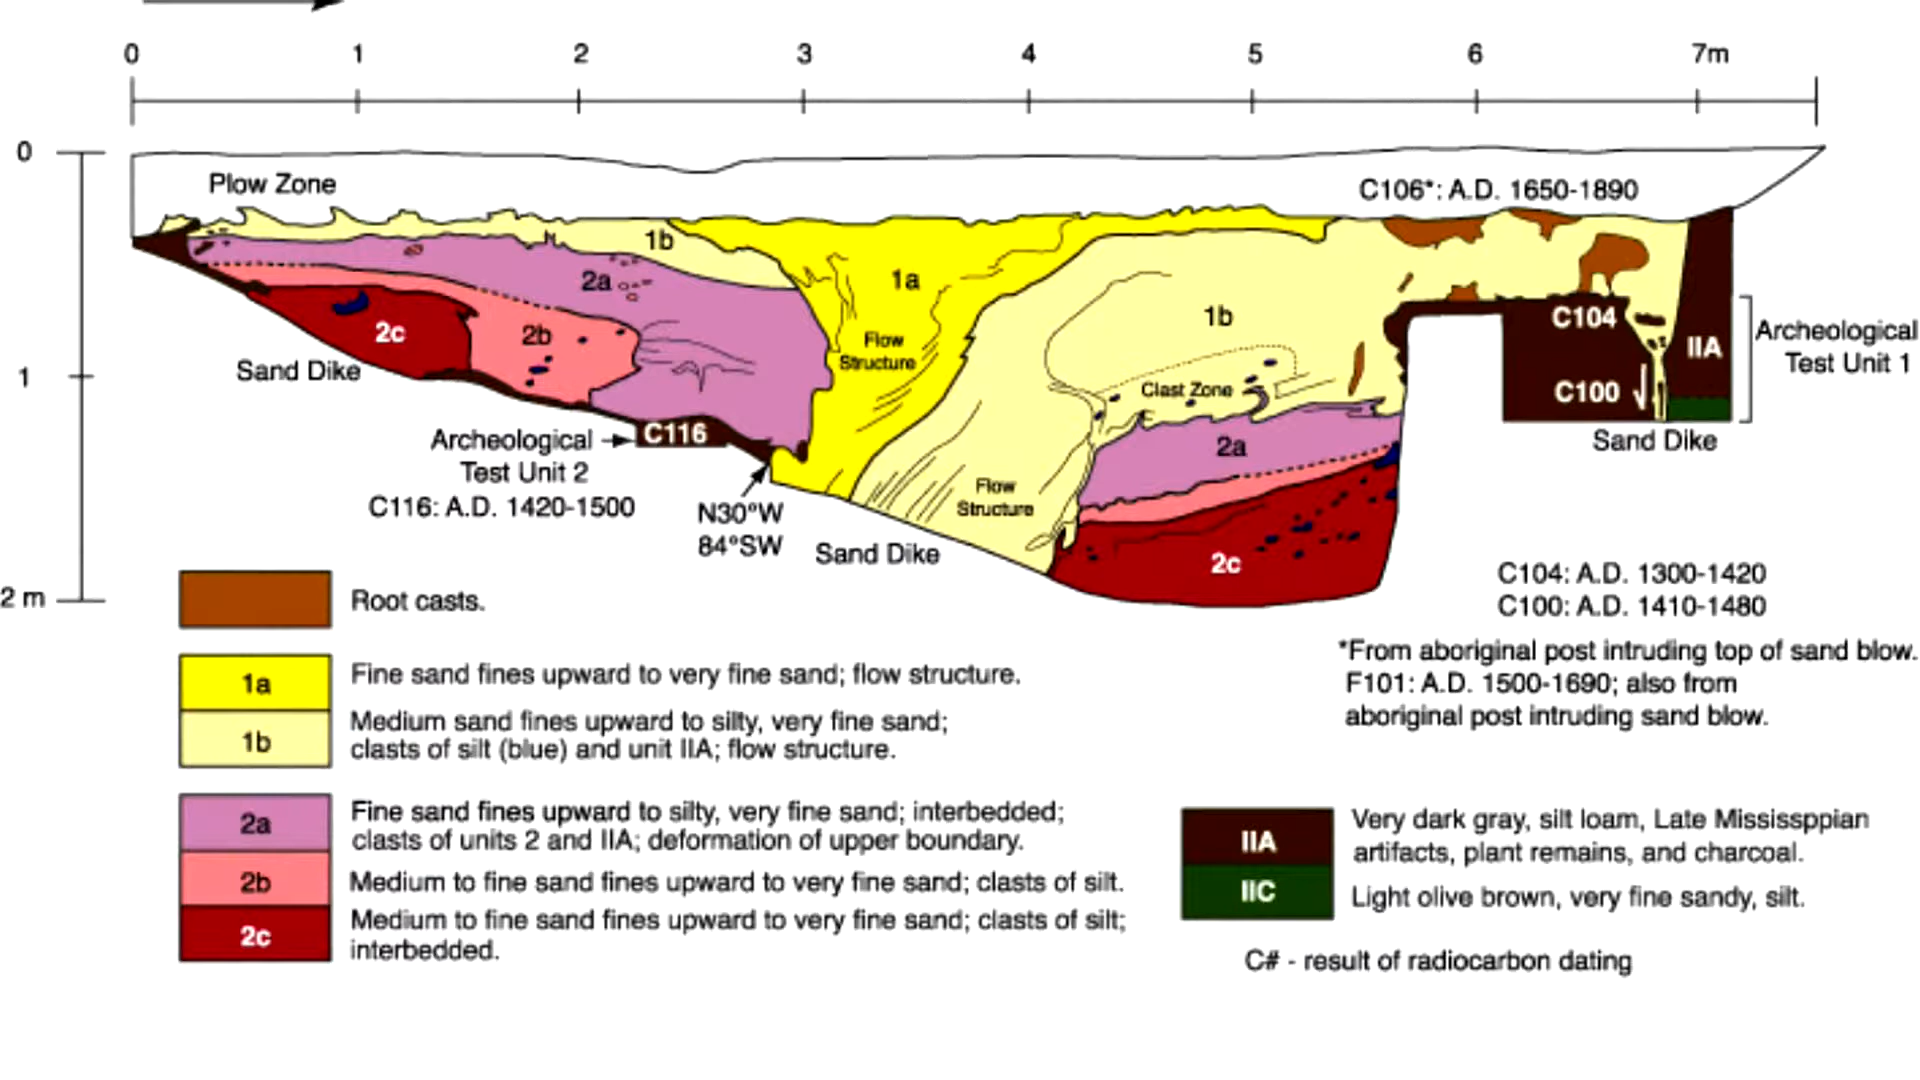 0 1 2 3 4 5 6 7m
0
Plow Zone
C106*: A.D. 1650-1890
1b
2a
1a
1b
2c
2b
Flow
Structure
C104
IIA
Archeological
Test Unit 1
1
Sand Dike
Clast Zone
C100
Archeological
Test Unit 2
C116
2a
Sand Dike
C116: A.D. 1420-1500
N30°W
84°SW
Flow
Structure
Sand Dike
2c
2 m
C104: A.D. 1300-1420
C100: A.D. 1410-1480
*From aboriginal post intruding top of sand blow.
F101: A.D. 1500-1690; also from
aboriginal post intruding sand blow.
Root casts.
1a
Fine sand fines upward to very fine sand; flow structure.
1b
Medium sand fines upward to silty, very fine sand;
clasts of silt (blue) and unit IIA; flow structure.
2a
Fine sand fines upward to silty, very fine sand; interbedded;
clasts of units 2 and IIA; deformation of upper boundary.
2b
Medium to fine sand fines upward to very fine sand; clasts of silt.
2c
Medium to fine sand fines upward to very fine sand; clasts of silt;
interbedded.
IIA
Very dark gray, silt loam, Late Mississppian
artifacts, plant remains, and charcoal.
IIC
Light olive brown, very fine sandy, silt.
C# - result of radiocarbon dating